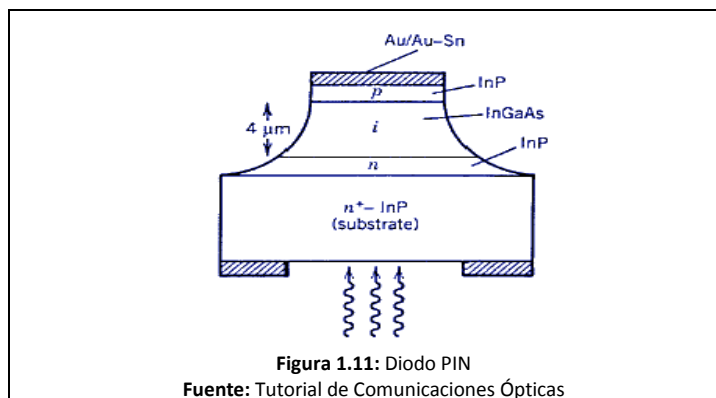 Au/Au–Sn
InP
p
InGaAs
4 μm
i
InP
n
n⁺– InP
(substrate)
Figura 1.11: Diodo PIN
Fuente: Tutorial de Comunicaciones Ópticas